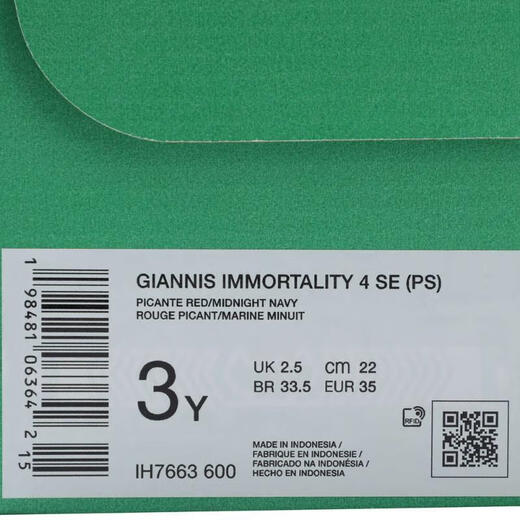 GIANNIS IMMORTALITY 4 SE (PS)
PICANTE RED/MIDNIGHT NAVY
ROUGE PICANT/MARINE MINUIT
3Y
UK 2.5 cm 22
BR 33.5 EUR 35
RFID
MADE IN INDONESIA /
FABRIQUE EN INDONESIE /
FABRICADO NA INDONÉSIA /
HECHO EN INDONESIA
IH7663 600
1 98481 06364 2 15